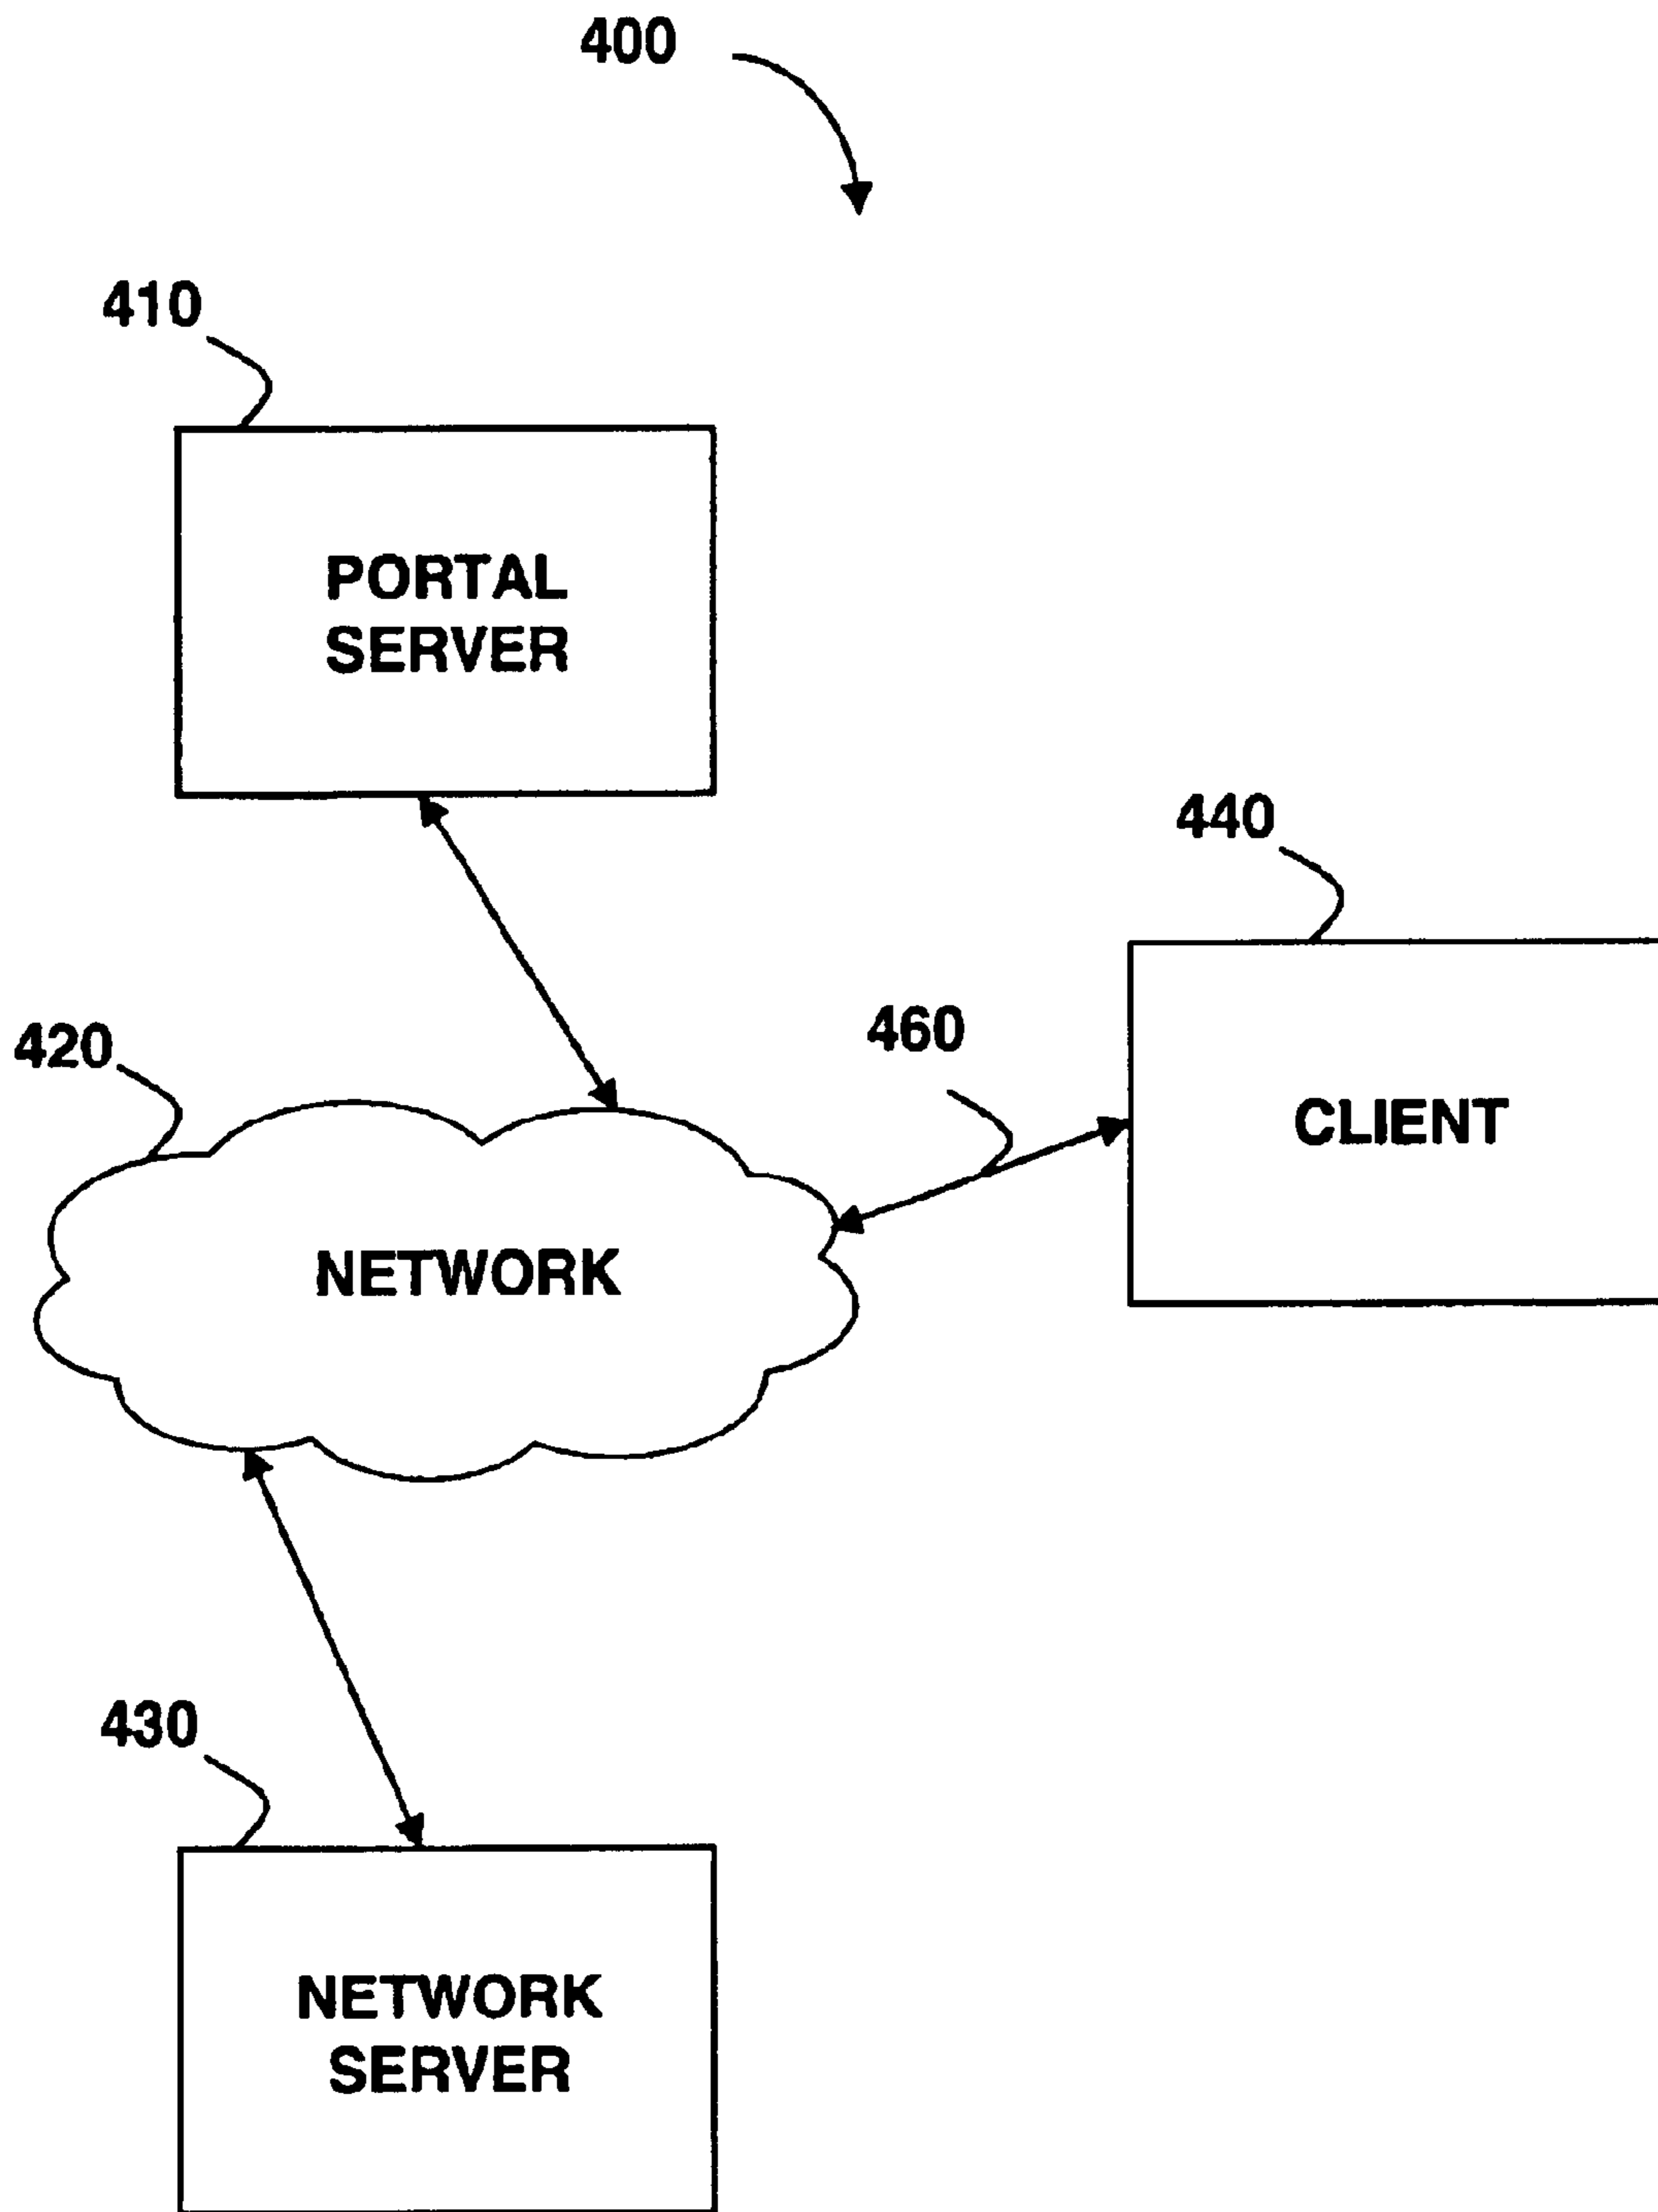 400
410
PORTAL
SERVER
440
420
460
CLIENT
NETWORK
430
NETWORK
SERVER